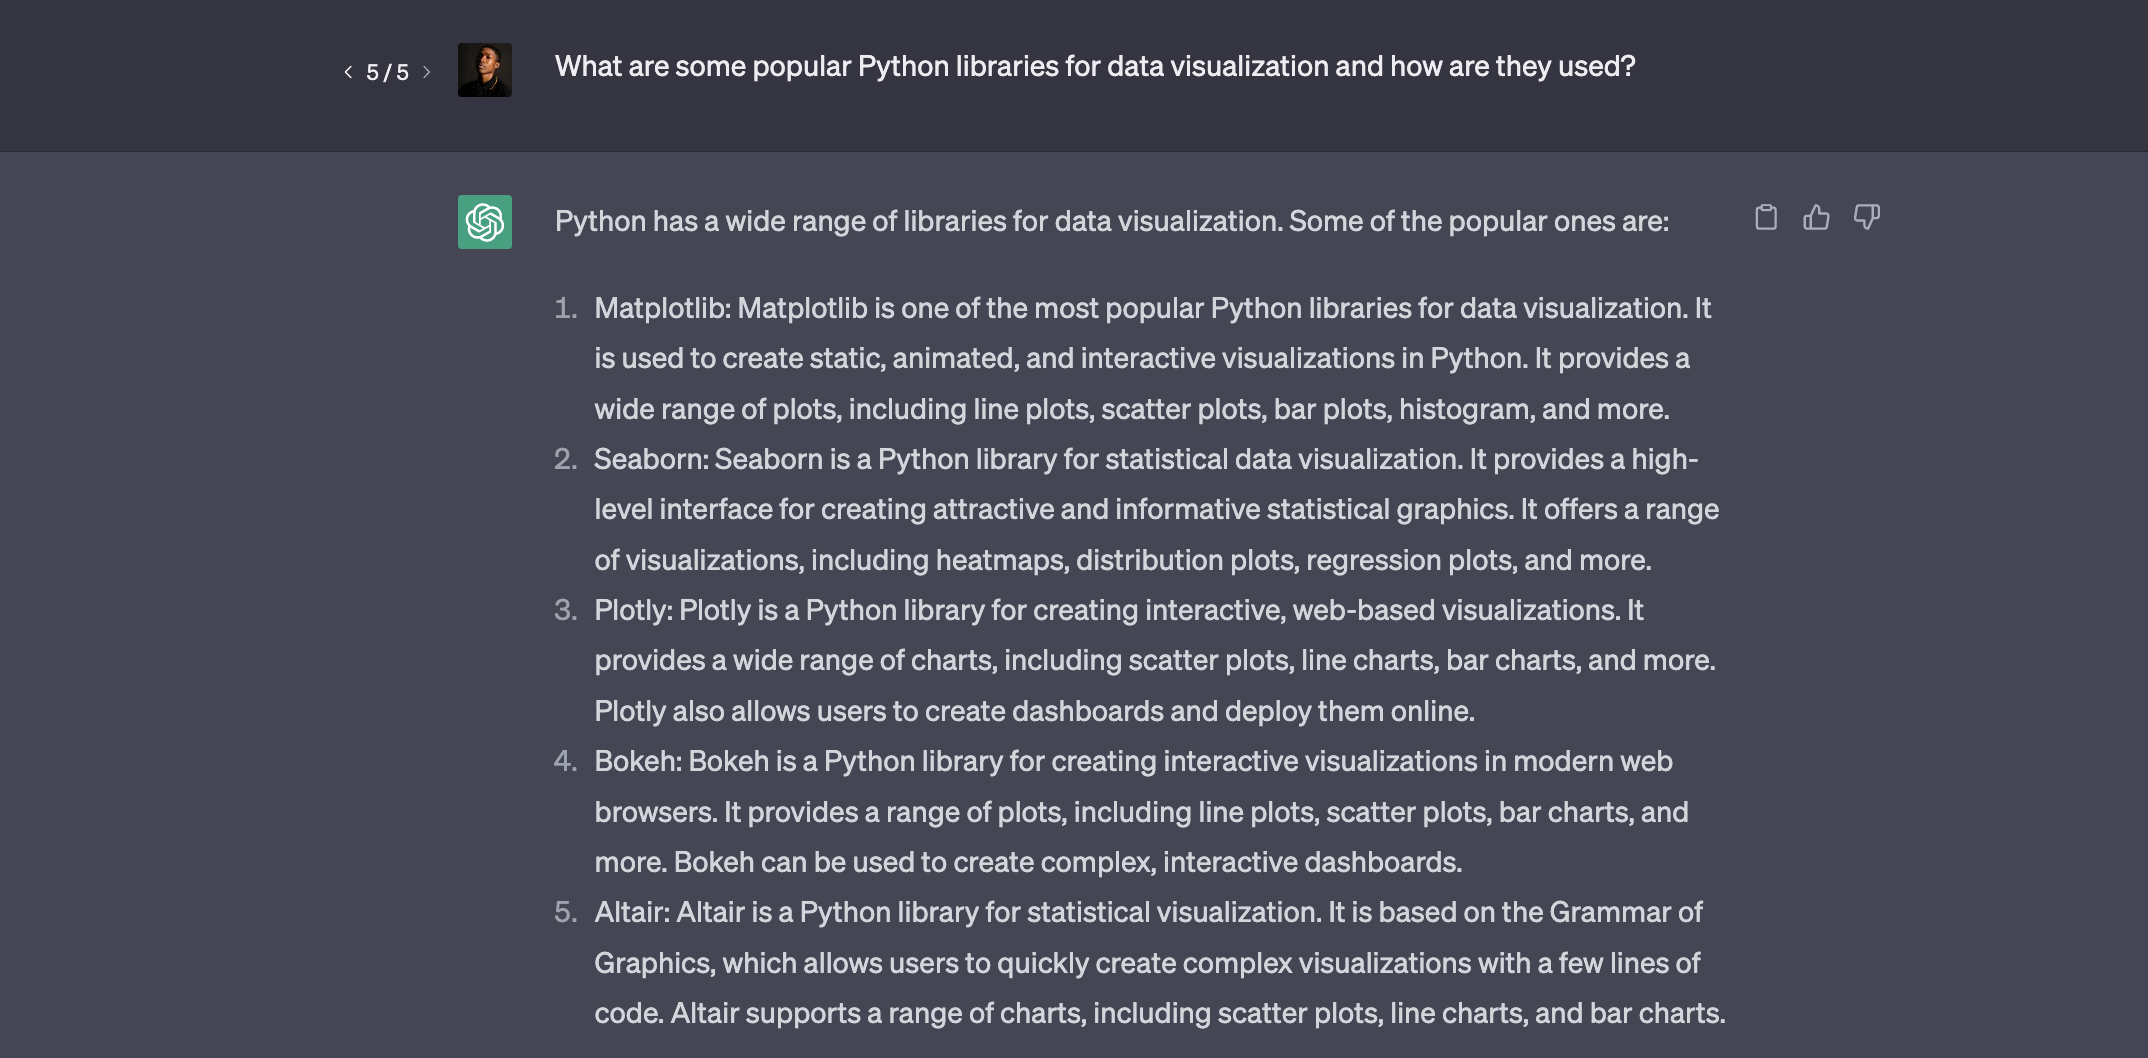 < 5 / 5 >
What are some popular Python libraries for data visualization and how are they used?
Python has a wide range of libraries for data visualization. Some of the popular ones are:
1. Matplotlib: Matplotlib is one of the most popular Python libraries for data visualization. It
is used to create static, animated, and interactive visualizations in Python. It provides a
wide range of plots, including line plots, scatter plots, bar plots, histogram, and more.
2. Seaborn: Seaborn is a Python library for statistical data visualization. It provides a high-
level interface for creating attractive and informative statistical graphics. It offers a range
of visualizations, including heatmaps, distribution plots, regression plots, and more.
3. Plotly: Plotly is a Python library for creating interactive, web-based visualizations. It
provides a wide range of charts, including scatter plots, line charts, bar charts, and more.
Plotly also allows users to create dashboards and deploy them online.
4. Bokeh: Bokeh is a Python library for creating interactive visualizations in modern web
browsers. It provides a range of plots, including line plots, scatter plots, bar charts, and
more. Bokeh can be used to create complex, interactive dashboards.
5. Altair: Altair is a Python library for statistical visualization. It is based on the Grammar of
Graphics, which allows users to quickly create complex visualizations with a few lines of
code. Altair supports a range of charts, including scatter plots, line charts, and bar charts.